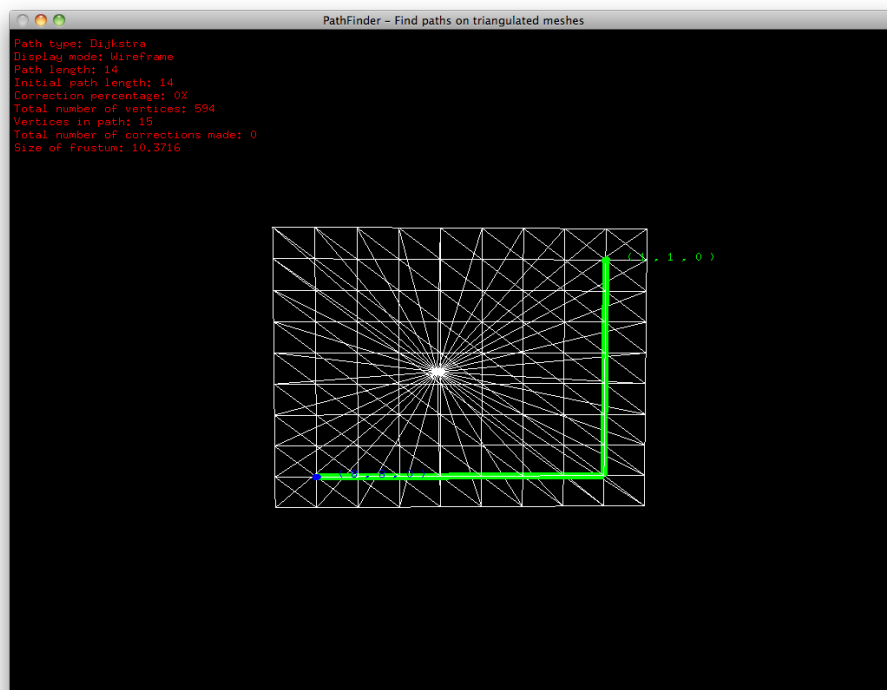 PathFinder – Find paths on triangulated meshes
Path type: Dijkstra
Display mode: Wireframe
Path length: 14
Initial path length: 14
Correction percentage: 0%
Total number of vertices: 594
Vertices in path: 15
Total number of corrections made: 0
Size of frustum: 10.3716
( 1 , 1 , 0 )